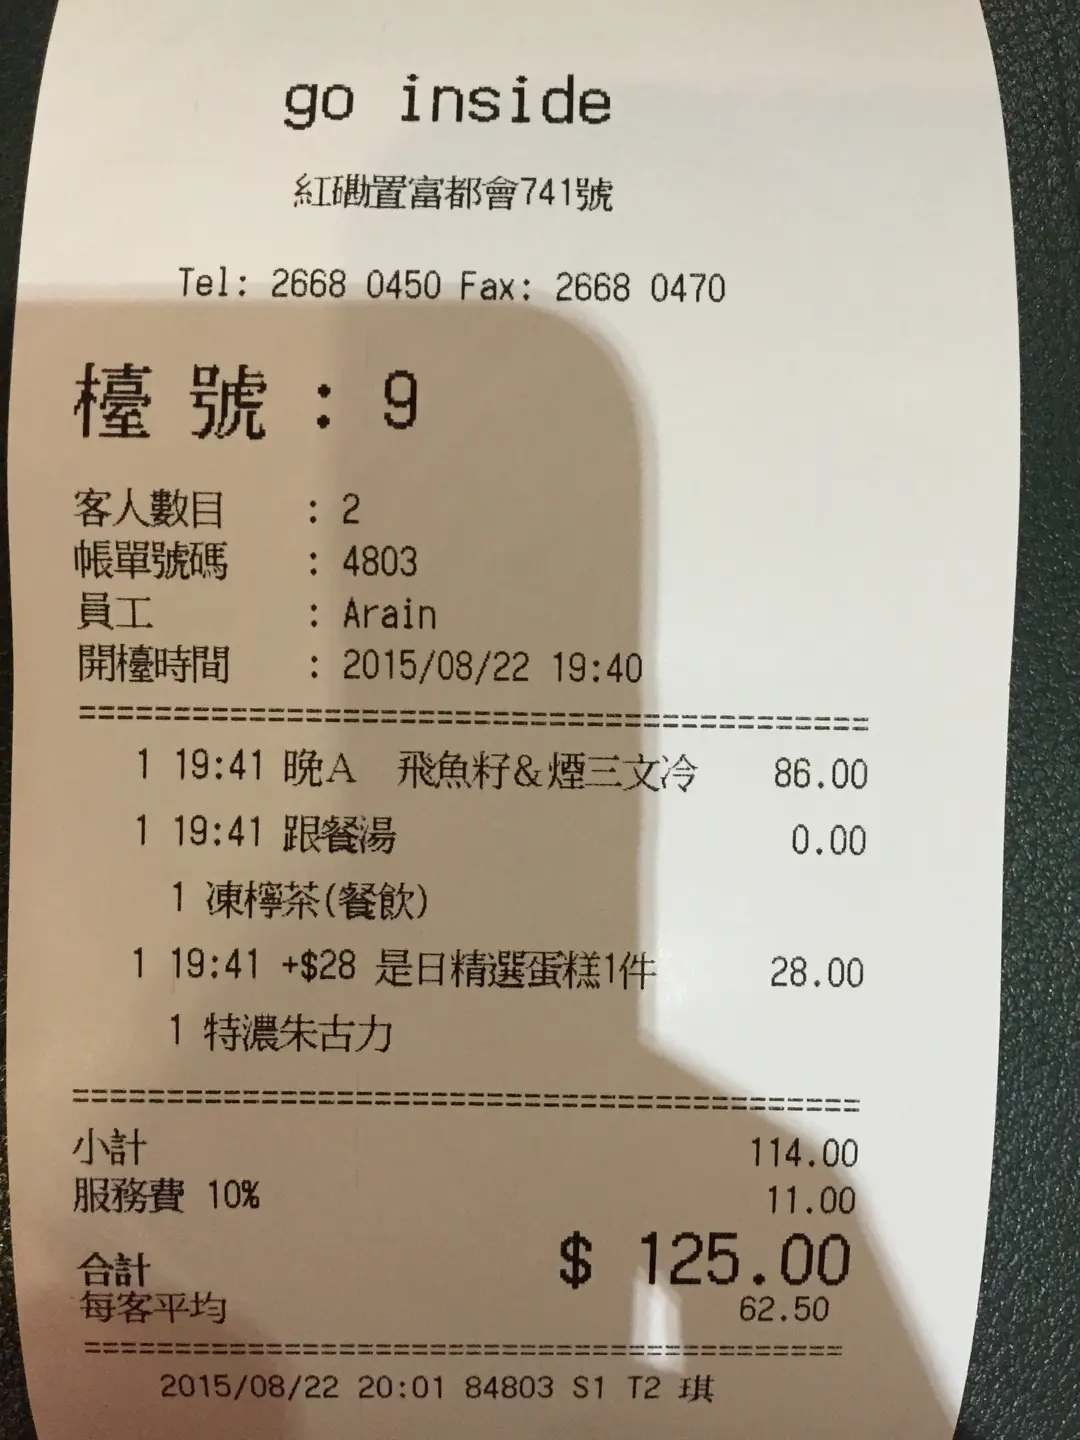 go inside
紅磡置富都會741號
Tel: 2668 0450 Fax: 2668 0470
檯 號 : 9
客人數目 : 2
帳單號碼 : 4803
員工 : Arain
開檯時間 : 2015/08/22 19:40
======================================
1 19:41 晚A 飛魚籽&煙三文冷 86.00
1 19:41 跟餐湯 0.00
1 凍檸茶(餐飲)
1 19:41 +$28 是日精選蛋糕1件 28.00
1 特濃朱古力
======================================
小計 114.00
服務費 10% 11.00
合計 $ 125.00
每客平均 62.50
======================================
2015/08/22 20:01 84803 S1 T2 琪